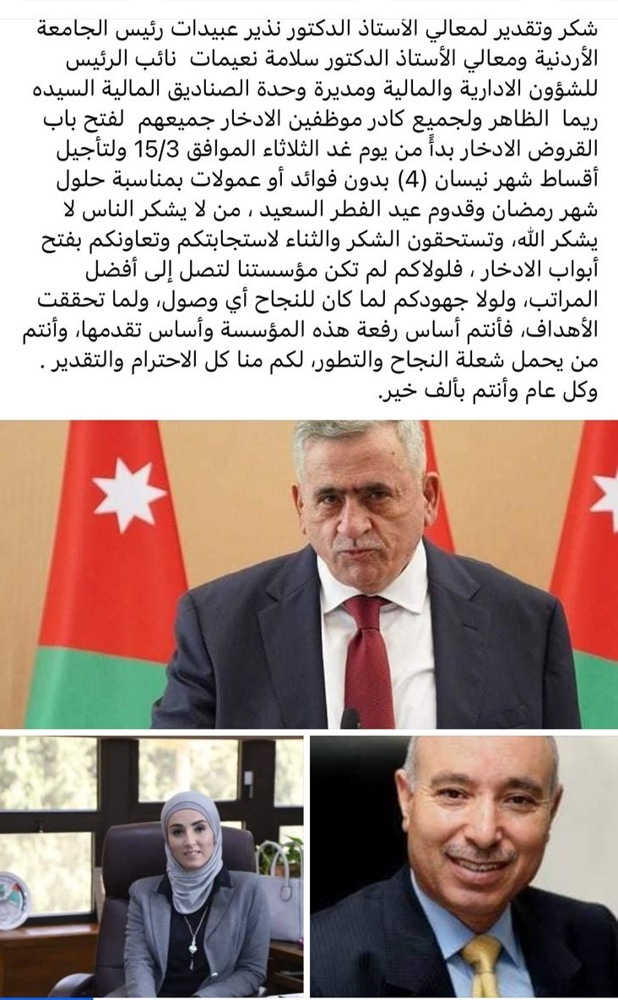 شكر وتقدير لمعالي الأستاذ الدكتور نذير عبيدات رئيس الجامعة
الأردنية ومعالي الأستاذ الدكتور سلامة نعيمات  نائب الرئيس
للشؤون الادارية والمالية ومديرة وحدة الصناديق المالية السيده
ريما  الظاهر ولجميع كادر موظفين الادخار جميعهم  لفتح باب
القروض الادخار بدأً من يوم غد الثلاثاء الموافق 15/3 ولتأجيل
أقساط شهر نيسان (4) بدون فوائد أو عمولات بمناسبة حلول
شهر رمضان وقدوم عيد الفطر السعيد ، من لا يشكر الناس لا
يشكر الله، وتستحقون الشكر والثناء لاستجابتكم وتعاونكم بفتح
أبواب الادخار ، فلولاكم لم تكن مؤسستنا لتصل إلى أفضل
المراتب، ولولا جهودكم لما كان للنجاح أي وصول، ولما تحققت
الأهداف، فأنتم أساس رفعة هذه المؤسسة وأساس تقدمها، وأنتم
من يحمل شعلة النجاح والتطور، لكم منا كل الاحترام والتقدير .
وكل عام وأنتم بألف خير.